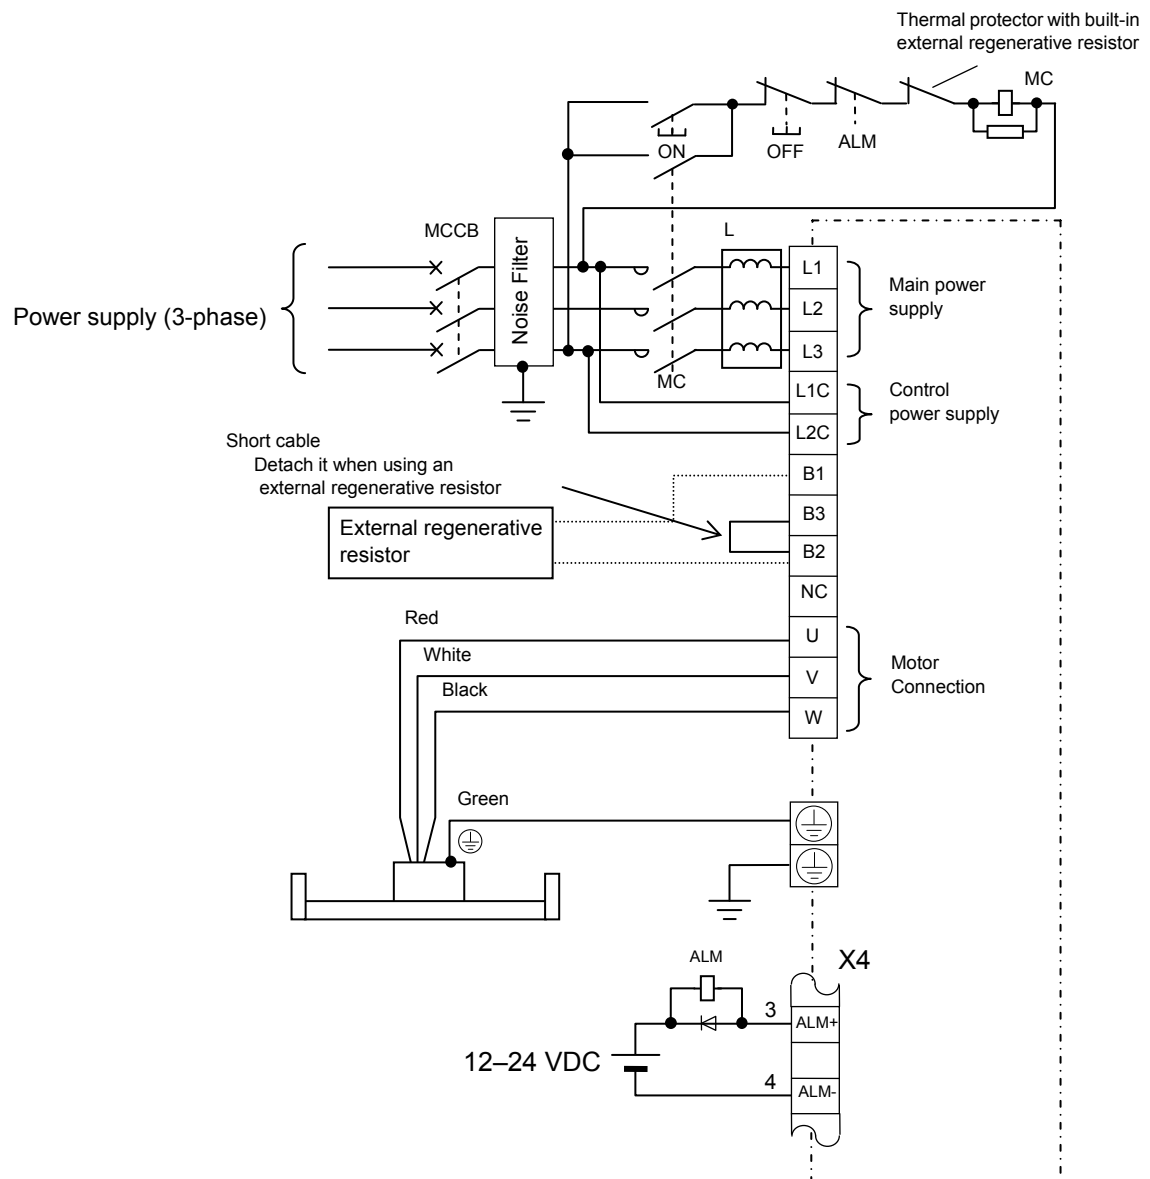 Thermal protector with built-in
external regenerative resistor
MC
ON
OFF
ALM
MCCB
L
Noise Filter
Power supply (3-phase)
L1
L2
L3
Main power
supply
MC
L1C
L2C
Control
power supply
Short cable
Detach it when using an
external regenerative resistor
B1
B3
B2
External regenerative
resistor
NC
Red
U
White
V
Black
W
Motor
Connection
Green
X4
ALM
3
ALM+
12–24 VDC
4
ALM-